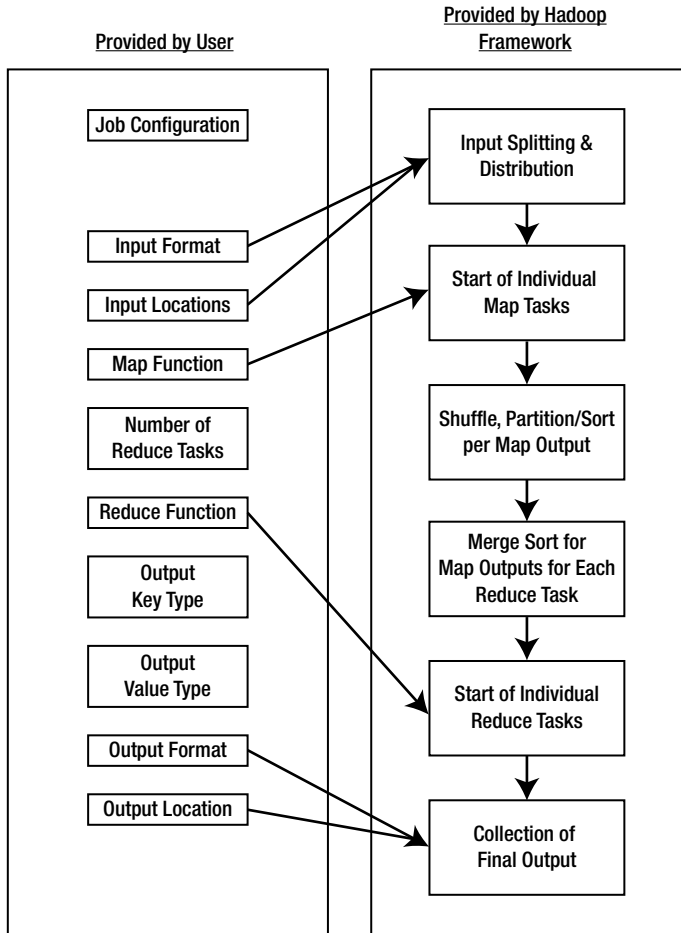 Provided by User
Job Configuration
Input Format
Input Locations
Map Function
Number of
Reduce Tasks
Reduce Function
Output
Key Type
Output
Value Type
Output Format
Output Location
Provided by Hadoop
Framework
Input Splitting &
Distribution
Start of Individual
Map Tasks
Shuffle, Partition/Sort
per Map Output
Merge Sort for
Map Outputs for Each
Reduce Task
Start of Individual
Reduce Tasks
Collection of
Final Output